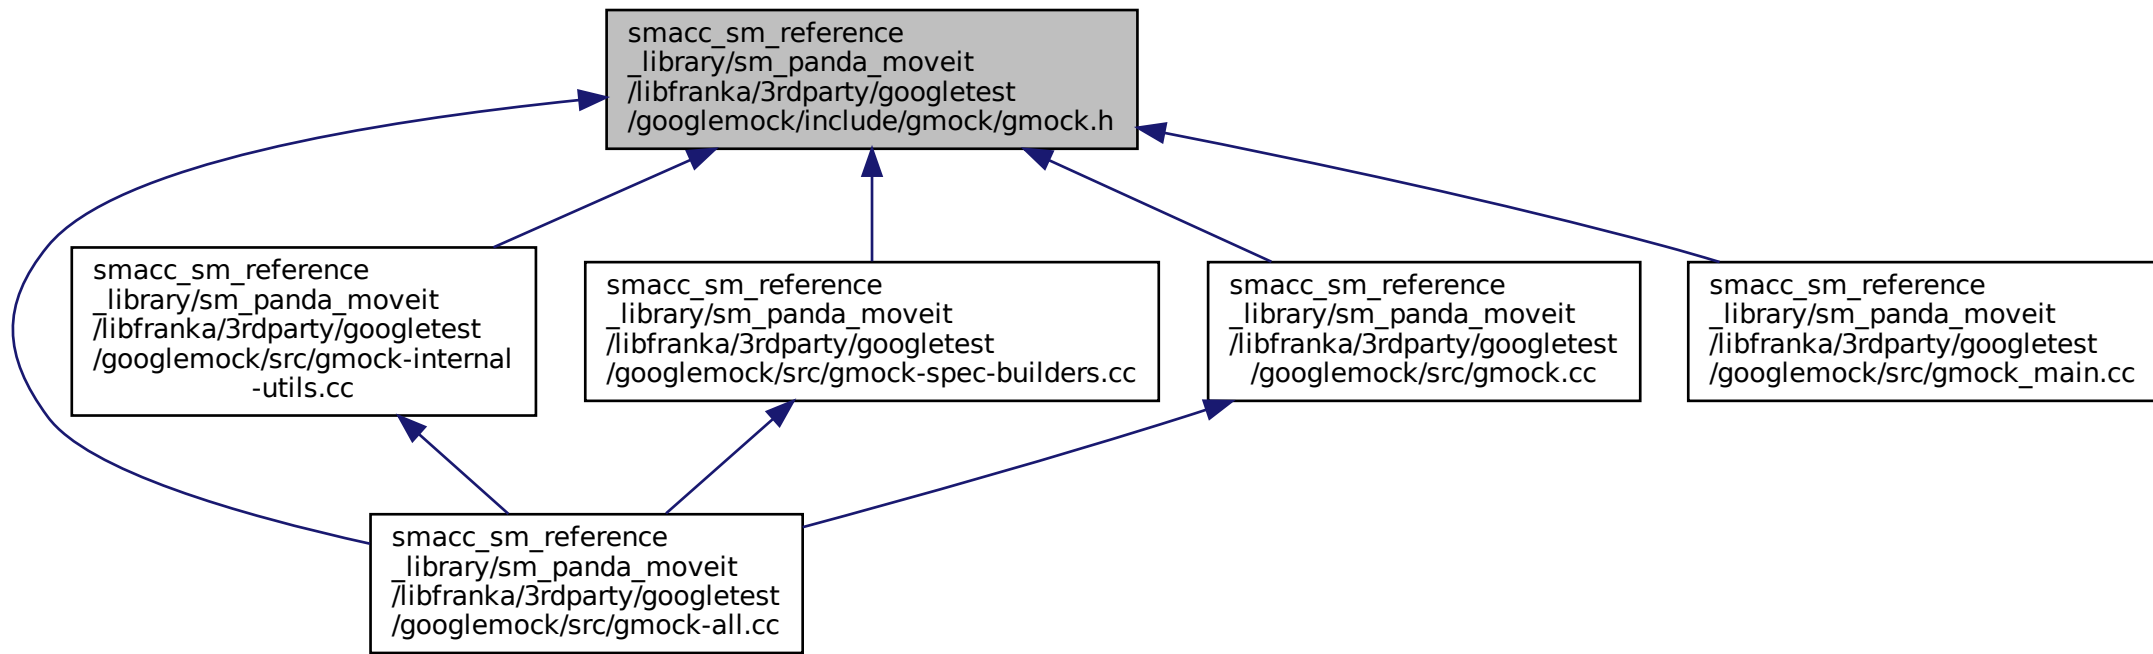 smacc_sm_reference
_library/sm_panda_moveit
/libfranka/3rdparty/googletest
/googlemock/include/gmock/gmock.h
smacc_sm_reference
_library/sm_panda_moveit
/libfranka/3rdparty/googletest
/googlemock/src/gmock-internal
-utils.cc
smacc_sm_reference
_library/sm_panda_moveit
/libfranka/3rdparty/googletest
/googlemock/src/gmock-spec-builders.cc
smacc_sm_reference
_library/sm_panda_moveit
/libfranka/3rdparty/googletest
/googlemock/src/gmock.cc
smacc_sm_reference
_library/sm_panda_moveit
/libfranka/3rdparty/googletest
/googlemock/src/gmock_main.cc
smacc_sm_reference
_library/sm_panda_moveit
/libfranka/3rdparty/googletest
/googlemock/src/gmock-all.cc